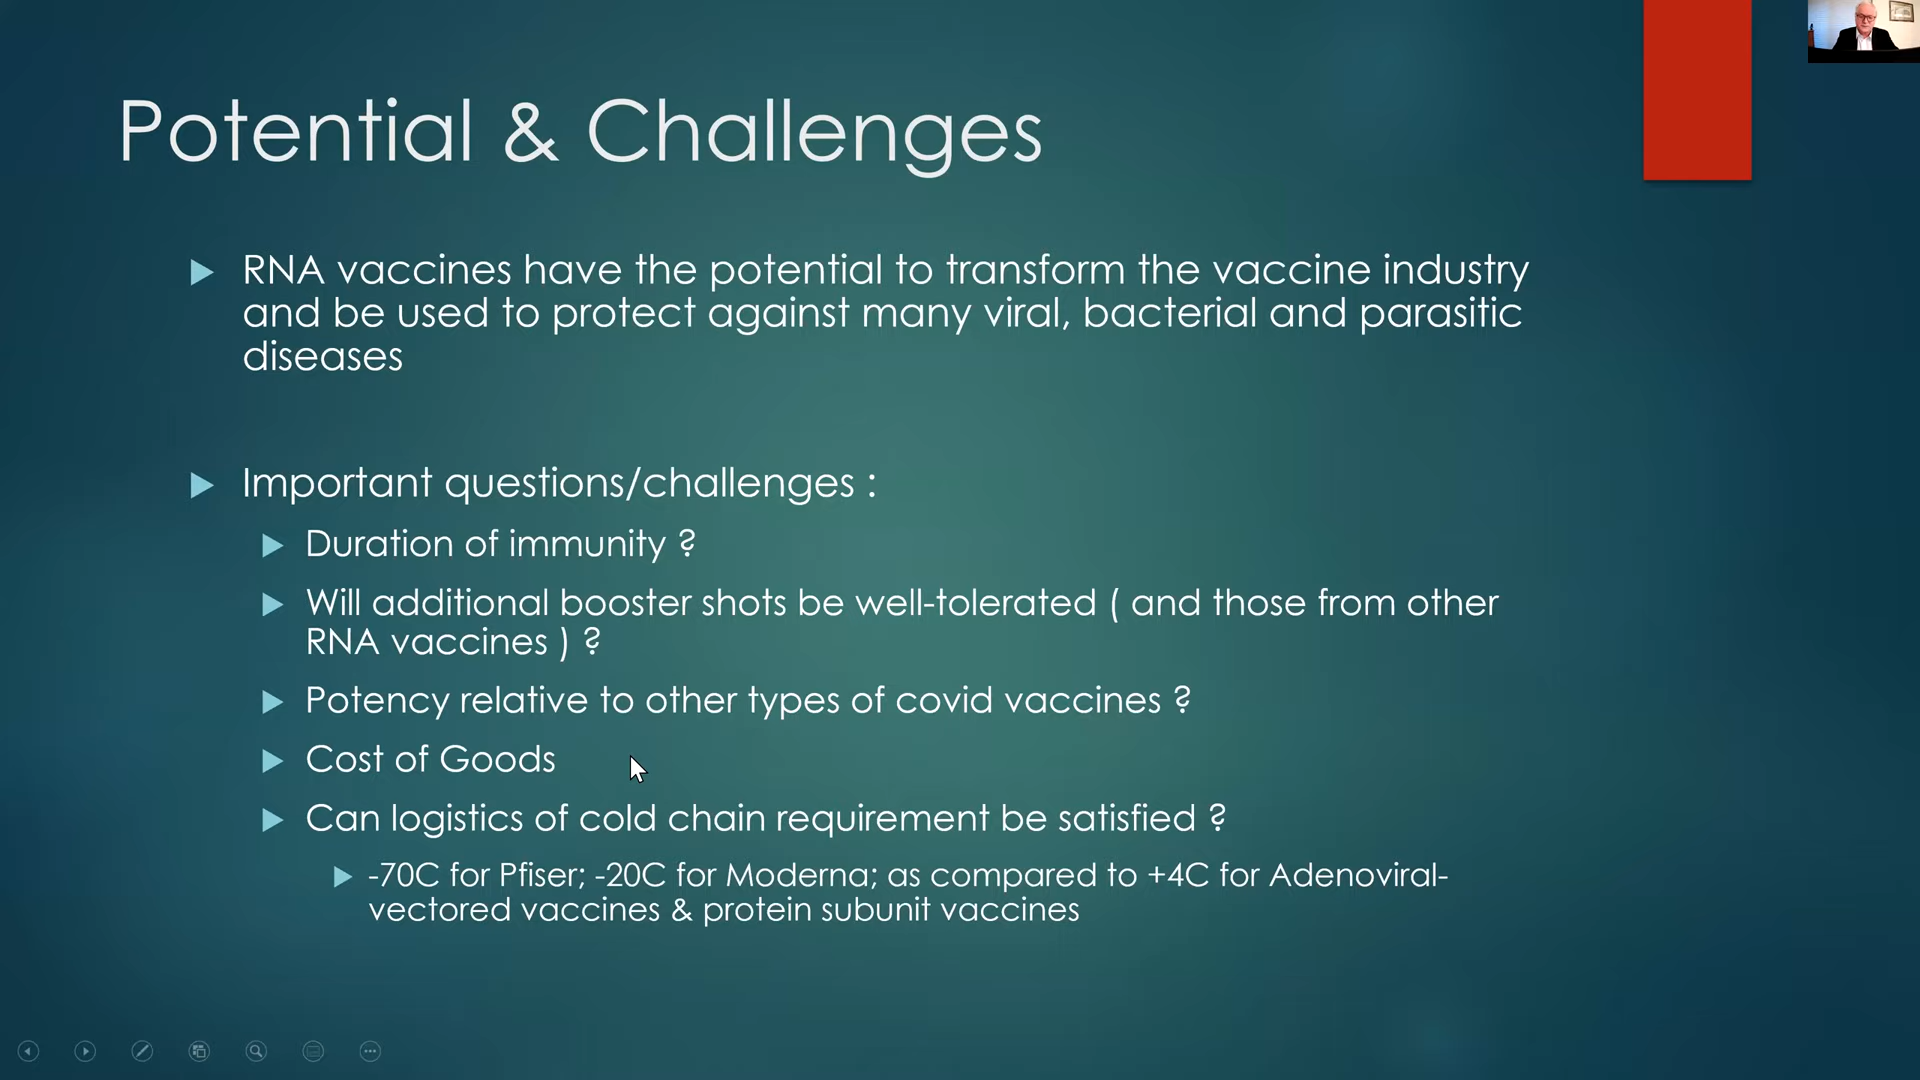 Potential & Challenges
RNA vaccines have the potential to transform the vaccine industry
and be used to protect against many viral, bacterial and parasitic
diseases
Important questions/challenges :
Duration of immunity ?
Will additional booster shots be well-tolerated ( and those from other
RNA vaccines ) ?
Potency relative to other types of covid vaccines ?
Cost of Goods
Can logistics of cold chain requirement be satisfied ?
-70C for Pfiser; -20C for Moderna; as compared to +4C for Adenoviral-
vectored vaccines & protein subunit vaccines